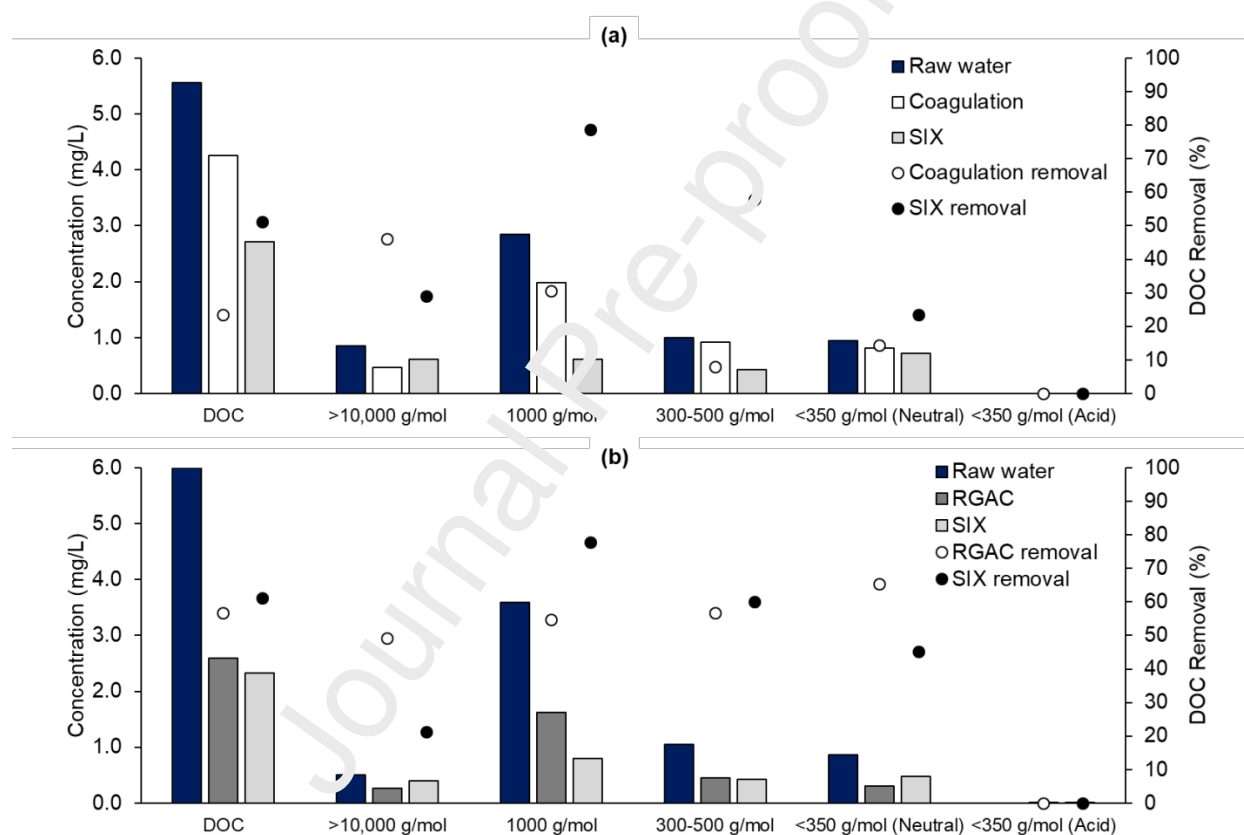 (a)
6.0
5.0
4.0
3.0
2.0
1.0
0.0
Concentration (mg/L)
100
90
80
70
60
50
40
30
20
10
0
DOC Removal (%)
Raw water
Coagulation
SIX
Coagulation removal
SIX removal
DOC
>10,000 g/mol
1000 g/mol
300-500 g/mol
<350 g/mol (Neutral)
<350 g/mol (Acid)
(b)
6.0
5.0
4.0
3.0
2.0
1.0
0.0
Concentration (mg/L)
100
90
80
70
60
50
40
30
20
10
0
DOC Removal (%)
Raw water
RGAC
SIX
RGAC removal
SIX removal
DOC
>10,000 g/mol
1000 g/mol
300-500 g/mol
<350 g/mol (Neutral)
<350 g/mol (Acid)
Journal Pre-proof